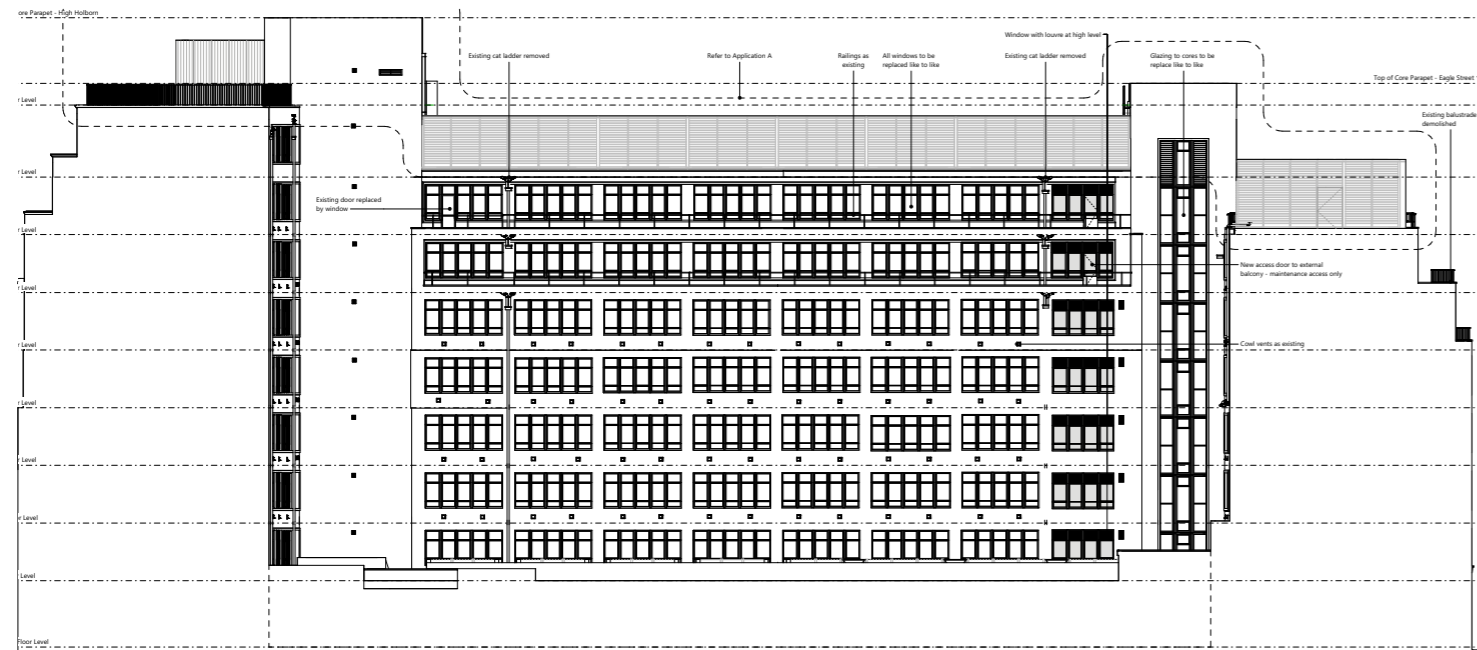 ore Parapet - High Holborn
Window with louvre at high level
Existing cat ladder removed
Refer to Application A
Railings as
existing
All windows to be
replaced like to like
Existing cat ladder removed
Glazing to cores to be
replace like to like
Top of Core Parapet - Eagle Street
r Level
Existing balustrade
demolished
r Level
Existing door replaced
by window
r Level
New access door to external
balcony - maintenance access only
r Level
r Level
Cowl vents as existing
r Level
r Level
r Level
Level
Floor Level